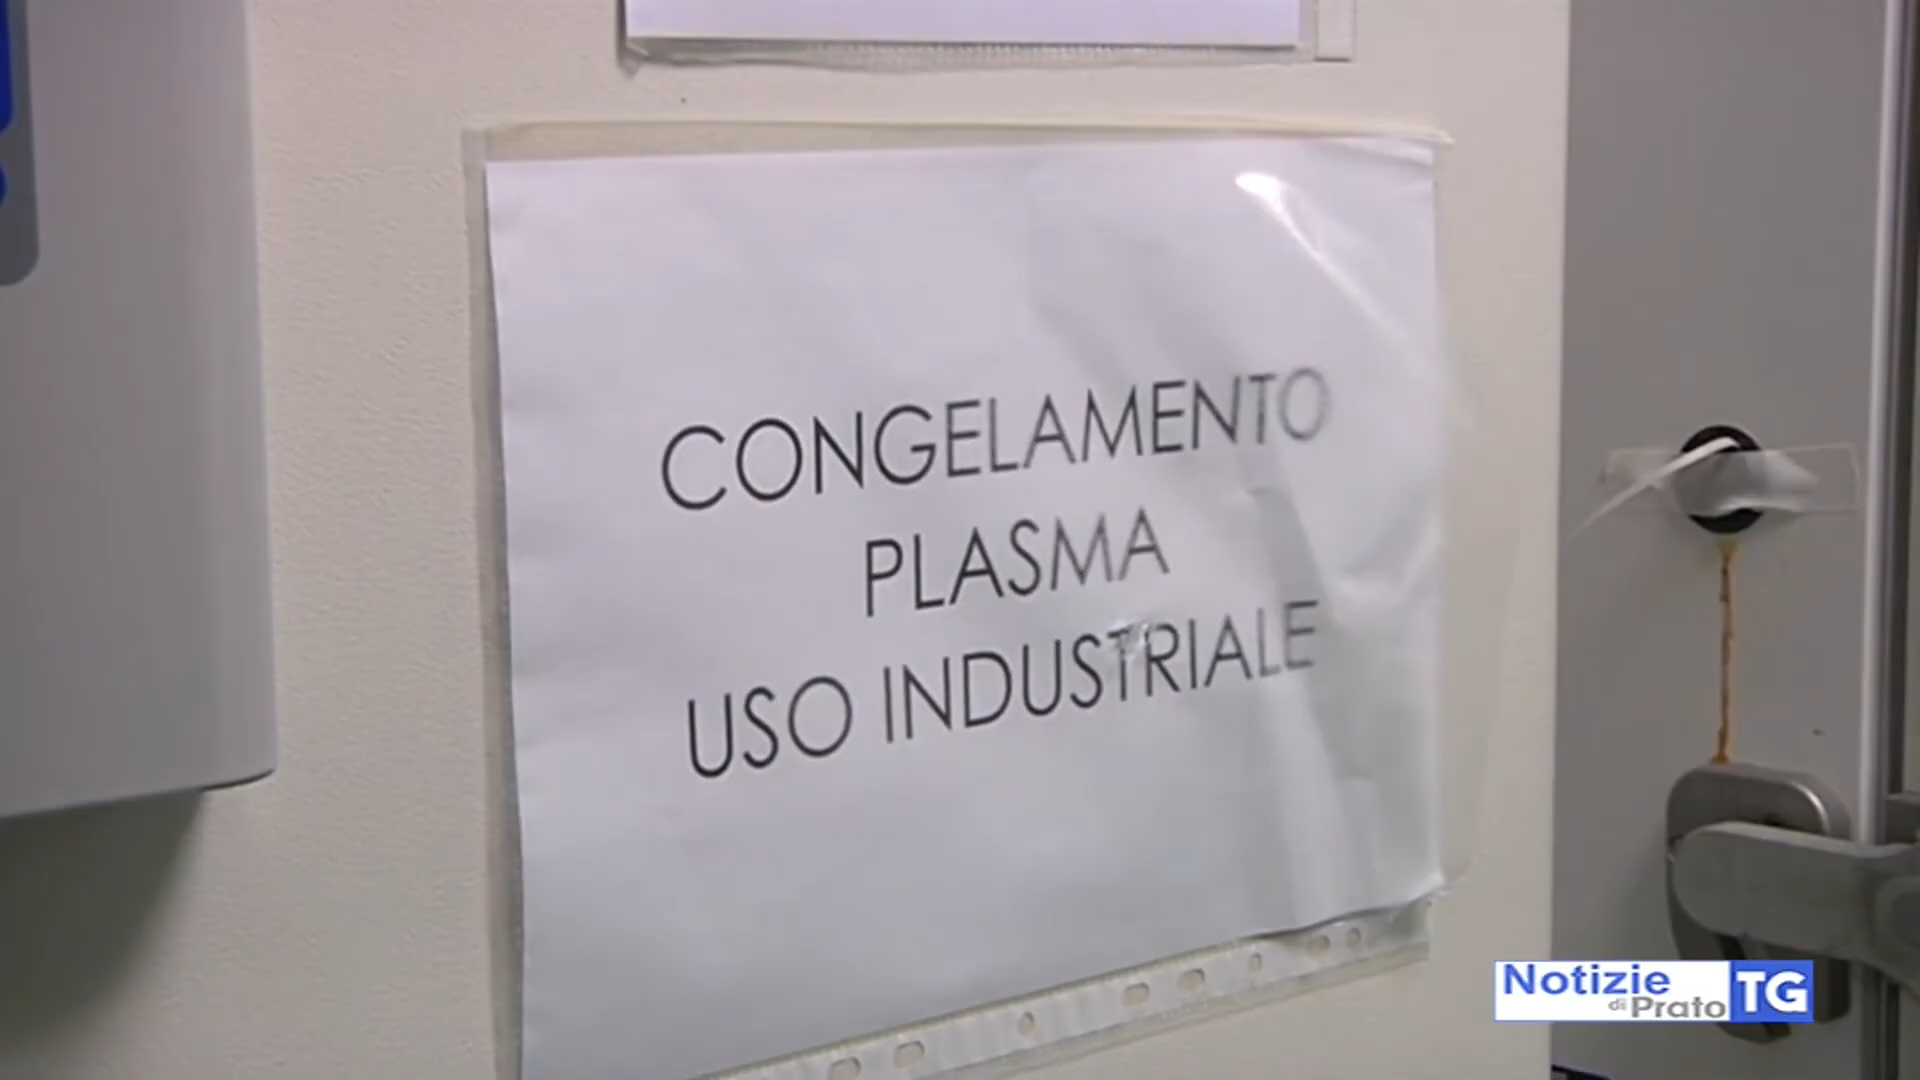 CONGELAMENTO
PLASMA
USO INDUSTRIALE
Notizie
di Prato
TG